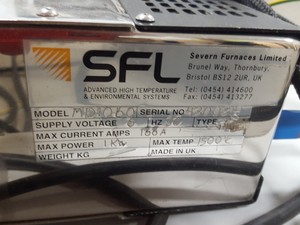 SFL
ADVANCED HIGH TEMPERATURE
& ENVIRONMENTAL SYSTEMS
Severn Furnaces Limited
Brunel Way, Thornbury,
Bristol BS12 2UR, UK
Tel: (0454) 414600
Fax: (0454) 413277
MODEL SERIAL NO
SUPPLY VOLTAGE HZ TYPE
MAX CURRENT AMPS 166A
MAX POWER 1KW MAX TEMP
WEIGHT KG MADE IN UK